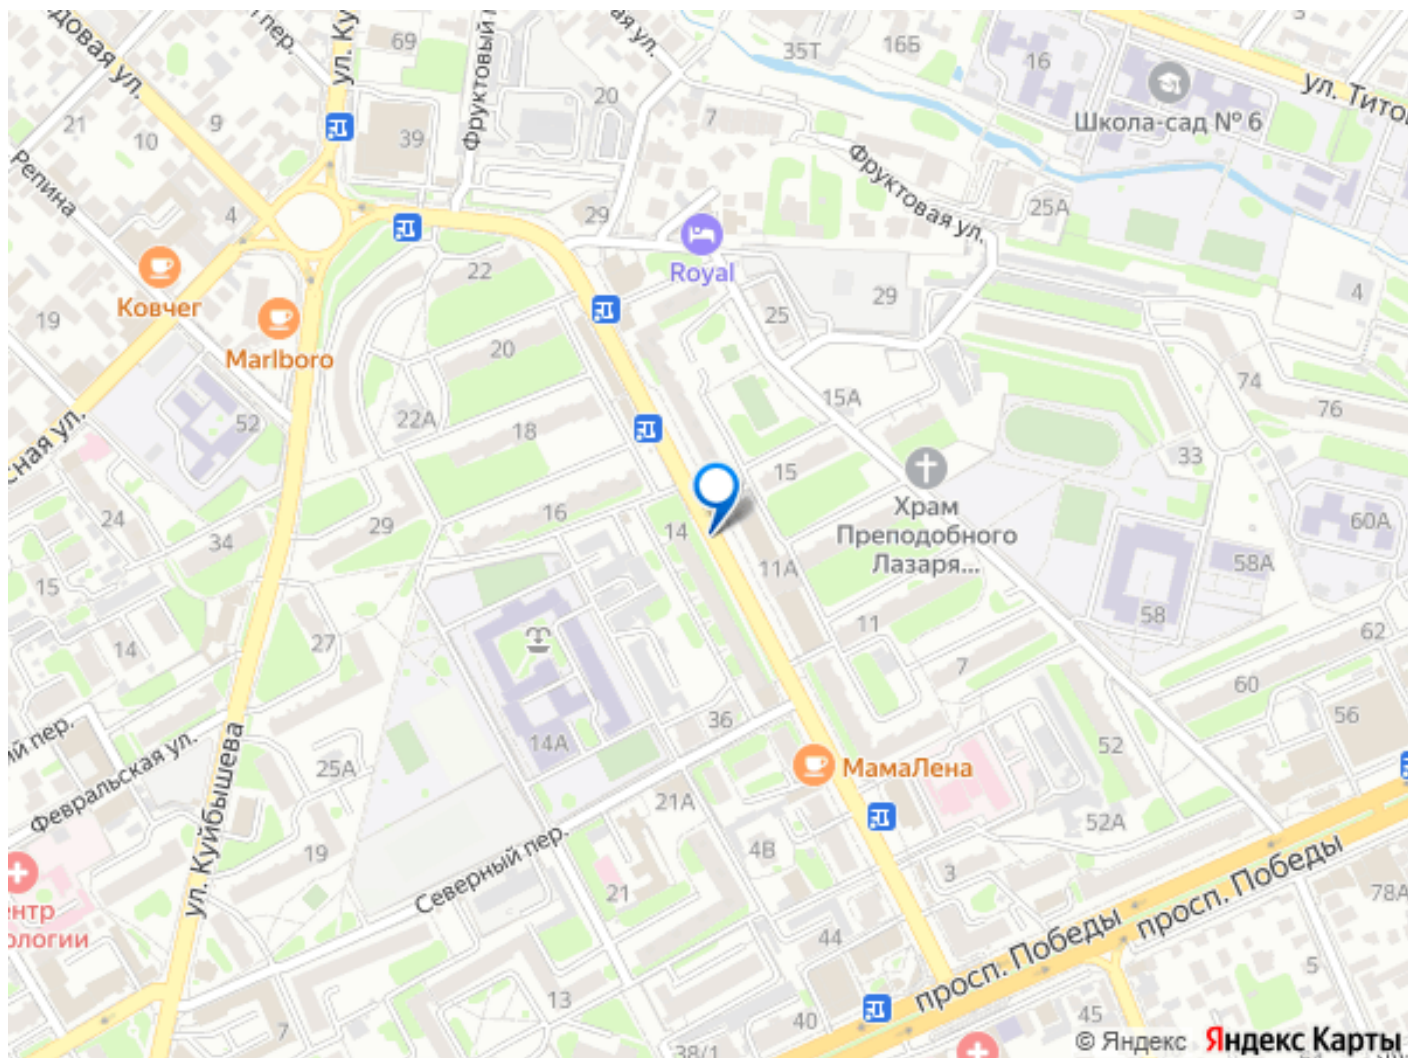 довая ул.
пер.
ул. Ку
69
Фруктовый п
ая ул.
35Т
16Б
3
16
ул. Титов
Школа-сад № 6
21
10
9
39
20
7
Репина
4
29
Фруктовая ул.
25А
Ковчег
22
Royal
29
4
19
Marlboro
20
25
15А
74
76
сная ул.
52
22А
18
15
33
24
29
16
14
Храм
Преподобного
Лазаря...
60А
34
11А
58А
15
14
27
11
58
62
7
60
ый пер.
36
56
14А
52
Февральская ул.
ул. Куйбышева
25А
МамаЛена
21А
52А
19
4В
Северный пер.
3
21
просп. Победы
просп. Победы
78А
ентр
ологии
44
5
13
7
40
45
38/1
© Яндекс Яндекс Карты